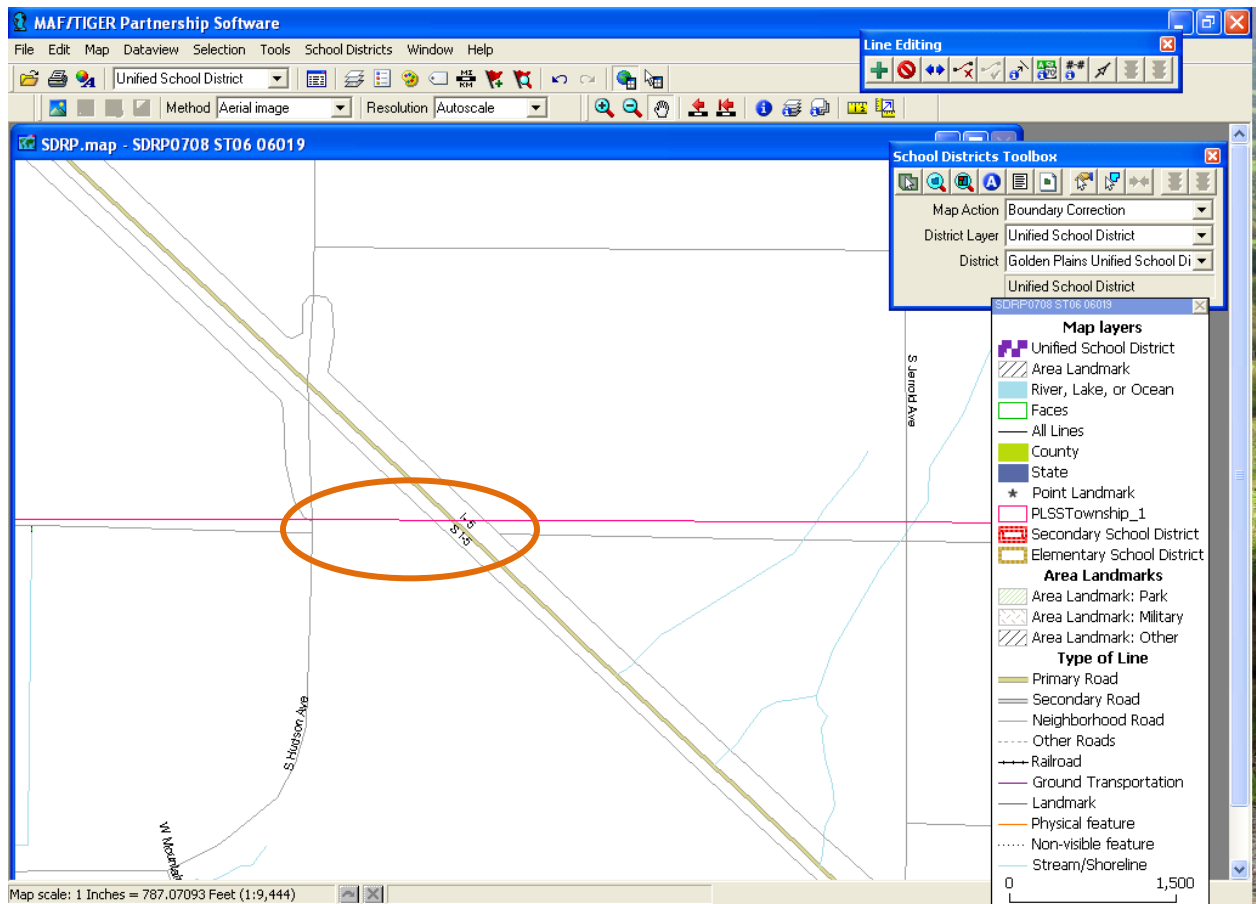 MAF/TIGER Partnership Software
File Edit Map Dataview Selection Tools School Districts Window Help
Line Editing
Unified School District
MI
KM
Method Aerial image Resolution Autoscale
SDRP.map - SDRP0708 ST06 06019
School Districts Toolbox
Map Action Boundary Correction
District Layer Unified School District
District Golden Plains Unified School Di
Unified School District
SDRP0708 ST06 06019
Map layers
Unified School District
Area Landmark
River, Lake, or Ocean
Faces
All Lines
County
State
Point Landmark
PLSSTownship_1
Secondary School District
Elementary School District
Area Landmarks
Area Landmark: Park
Area Landmark: Military
Area Landmark: Other
Type of Line
Primary Road
Secondary Road
Neighborhood Road
Other Roads
Railroad
Ground Transportation
Landmark
Physical feature
Non-visible feature
Stream/Shoreline
0 1,500
S Jerrold Ave
I- 5
S I-5
S Hudson Ave
W Mountain
Map scale: 1 Inches = 787.07093 Feet (1:9,444)